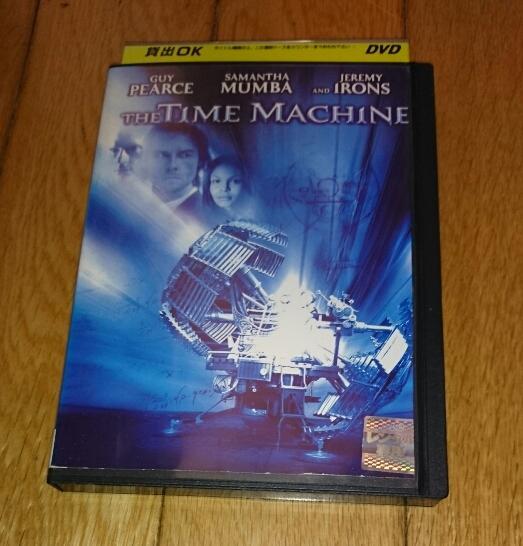 貸出OK
DVD
GUY PEARCE
SAMANTHA MUMBA
AND JEREMY IRONS
THE TIME MACHINE